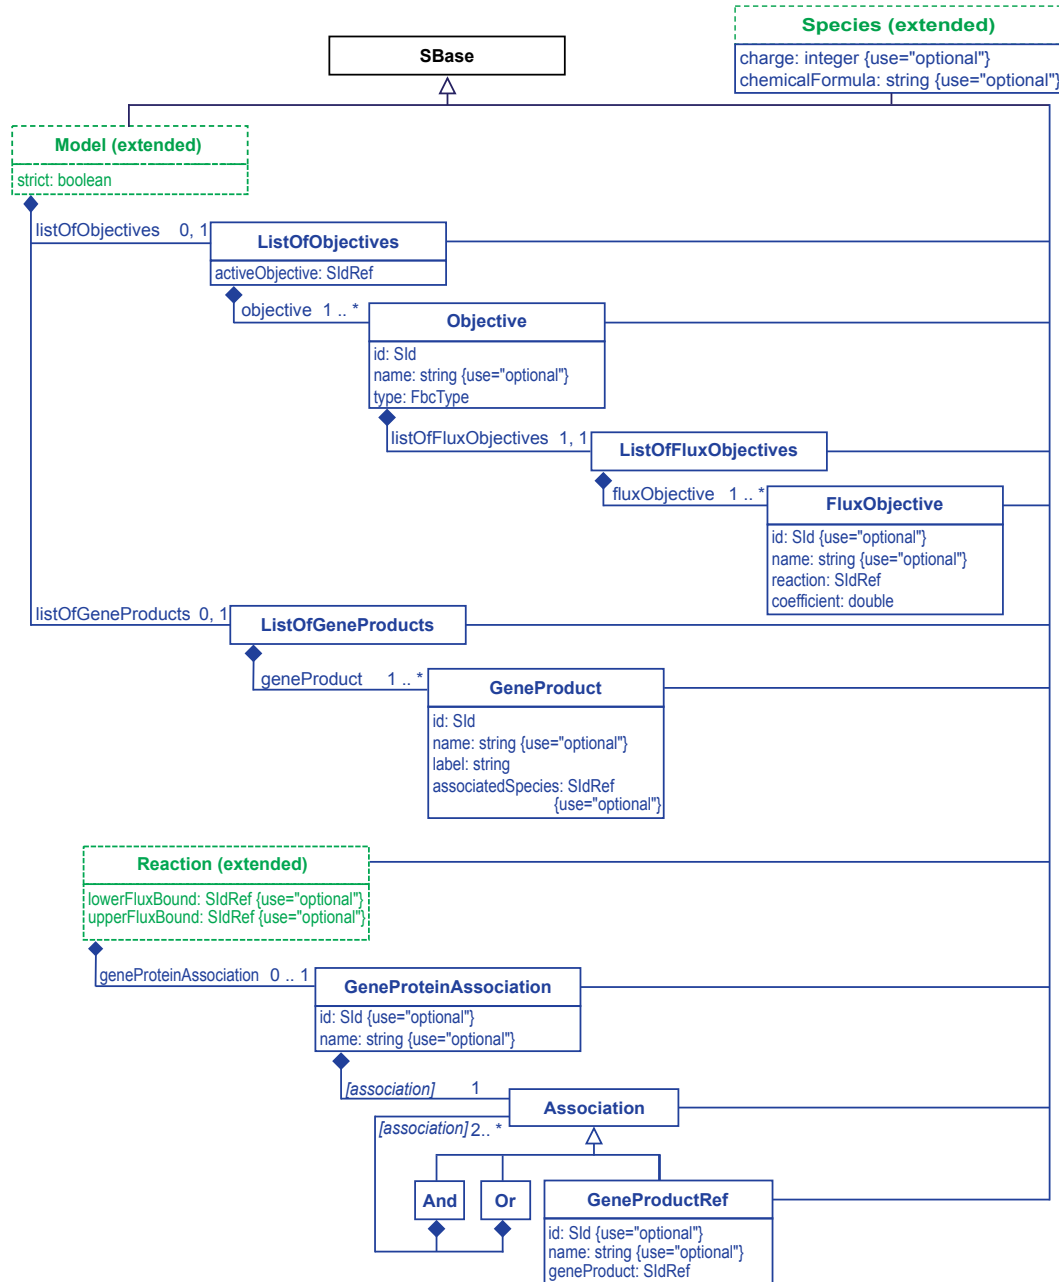 Species (extended)
charge: integer {use="optional"}
chemicalFormula: string {use="optional"}
SBase
Model (extended)
strict: boolean
listOfObjectives 0, 1
ListOfObjectives
activeObjective: SIdRef
objective 1 .. *
Objective
id: SId
name: string {use="optional"}
type: FbcType
listOfFluxObjectives 1, 1
ListOfFluxObjectives
fluxObjective 1 .. *
FluxObjective
id: SId {use="optional"}
name: string {use="optional"}
reaction: SIdRef
coefficient: double
listOfGeneProducts 0, 1
ListOfGeneProducts
geneProduct 1 .. *
GeneProduct
id: SId
name: string {use="optional"}
label: string
associatedSpecies: SIdRef
{use="optional"}
Reaction (extended)
lowerFluxBound: SIdRef {use="optional"}
upperFluxBound: SIdRef {use="optional"}
geneProteinAssociation 0 .. 1
GeneProteinAssociation
id: SId {use="optional"}
name: string {use="optional"}
[association] 1
Association
[association] 2.. *
And
Or
GeneProductRef
id: SId {use="optional"}
name: string {use="optional"}
geneProduct: SIdRef